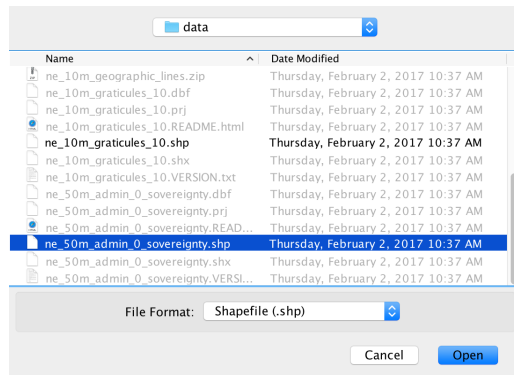 data
Name Date Modified
ne_10m_geographic_lines.zip Thursday, February 2, 2017 10:37 AM
ne_10m_graticules_10.dbf Thursday, February 2, 2017 10:37 AM
ne_10m_graticules_10.prj Thursday, February 2, 2017 10:37 AM
ne_10m_graticules_10.README.html Thursday, February 2, 2017 10:37 AM
ne_10m_graticules_10.shp Thursday, February 2, 2017 10:37 AM
ne_10m_graticules_10.shx Thursday, February 2, 2017 10:37 AM
ne_10m_graticules_10.VERSION.txt Thursday, February 2, 2017 10:37 AM
ne_50m_admin_0_sovereignty.dbf Thursday, February 2, 2017 10:37 AM
ne_50m_admin_0_sovereignty.prj Thursday, February 2, 2017 10:37 AM
ne_50m_admin_0_sovereignty.READ... Thursday, February 2, 2017 10:37 AM
ne_50m_admin_0_sovereignty.shp Thursday, February 2, 2017 10:37 AM
ne_50m_admin_0_sovereignty.shx Thursday, February 2, 2017 10:37 AM
ne_50m_admin_0_sovereignty.VERSI... Thursday, February 2, 2017 10:37 AM
File Format: Shapefile (.shp)
Cancel Open